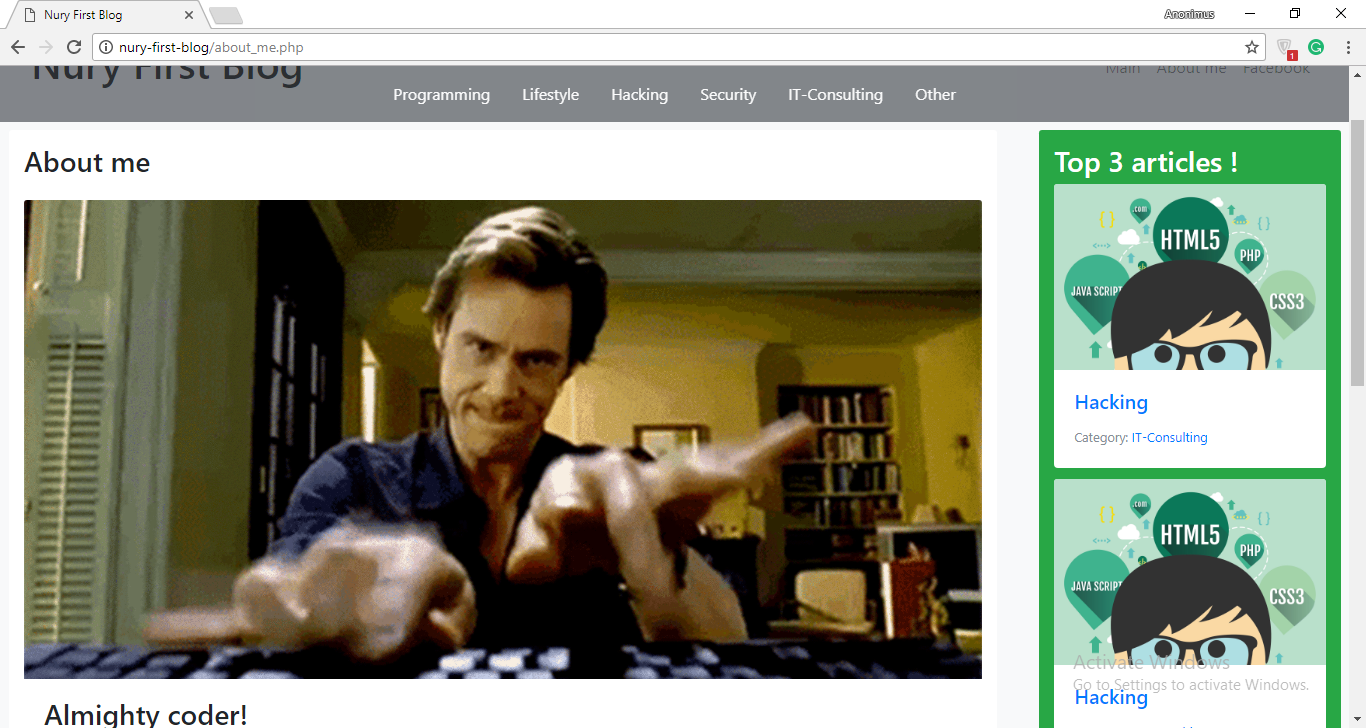 Nury First Blog
Anonimus
nury-first-blog/about_me.php
1
Nury First Blog
Main About me Facebook
Programming Lifestyle Hacking Security IT-Consulting Other
About me
Top 3 articles !
.com
HTML5
PHP
JAVA SCRIPT
CSS3
Hacking
Category: IT-Consulting
.com
HTML5
PHP
JAVA SCRIPT
CSS3
Activate Windows
Go to Settings to activate Windows.
Hacking
Almighty coder!